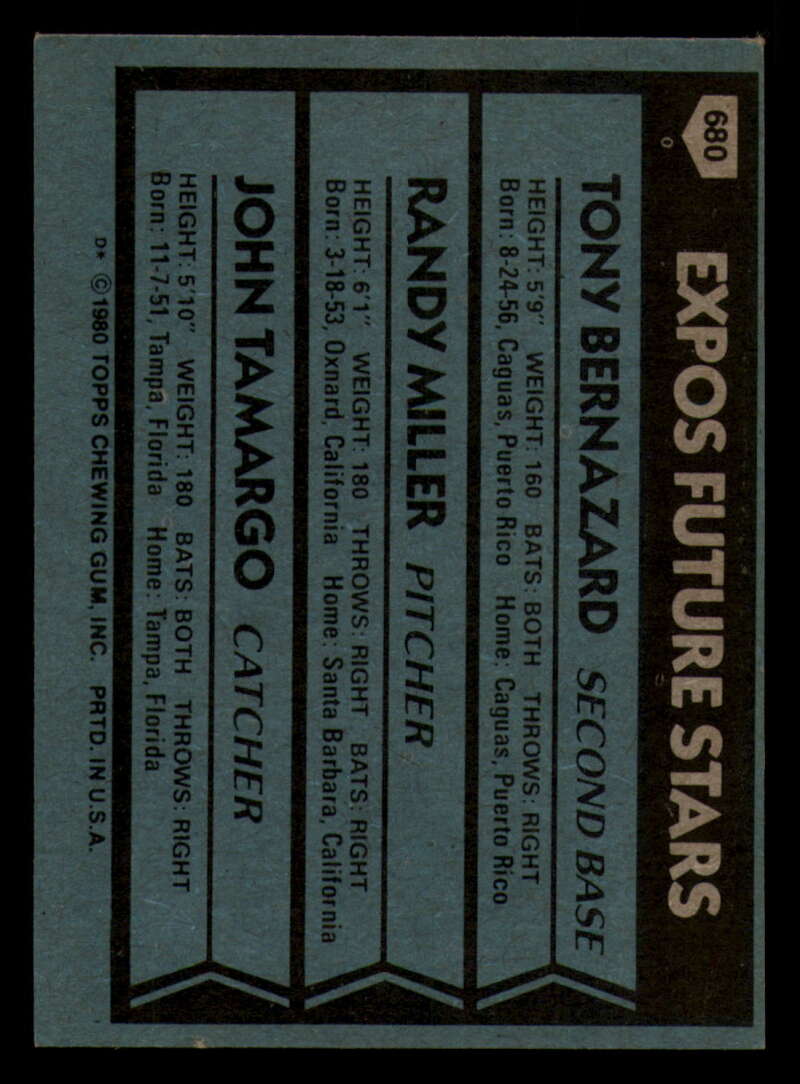 680
EXPOS FUTURE STARS
TONY BERNAZARD SECOND BASE
HEIGHT: 5'9" WEIGHT: 160 BATS: BOTH THROWS: RIGHT
Born: 8-24-56, Caguas, Puerto Rico Home: Caguas, Puerto Rico
RANDY MILLER PITCHER
HEIGHT: 6'1" WEIGHT: 180 THROWS: RIGHT BATS: RIGHT
Born: 3-18-53, Oxnard, California Home: Santa Barbara, California
JOHN TAMARGO CATCHER
HEIGHT: 5'10" WEIGHT: 180 BATS: BOTH THROWS: RIGHT
Born: 11-7-51, Tampa, Florida Home: Tampa, Florida
D* © 1980 TOPPS CHEWING GUM, INC. PRTD. IN U.S.A.